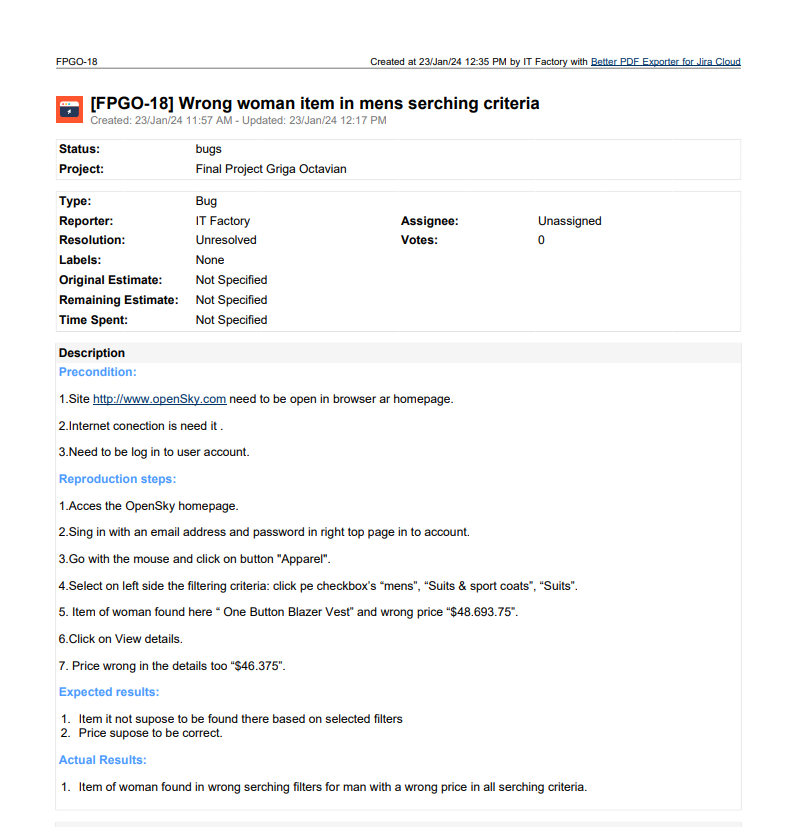 FPGO-18 Created at 23/Jan/24 12:35 PM by IT Factory with Better PDF Exporter for Jira Cloud
[FPGO-18] Wrong woman item in mens serching criteria
Created: 23/Jan/24 11:57 AM - Updated: 23/Jan/24 12:17 PM
Status: bugs
Project: Final Project Griga Octavian
Type: Bug
Reporter: IT Factory Assignee: Unassigned
Resolution: Unresolved Votes: 0
Labels: None
Original Estimate: Not Specified
Remaining Estimate: Not Specified
Time Spent: Not Specified
Description
Precondition:
1.Site http://www.openSky.com need to be open in browser ar homepage.
2.Internet conection is need it .
3.Need to be log in to user account.
Reproduction steps:
1.Acces the OpenSky homepage.
2.Sing in with an email address and password in right top page in to account.
3.Go with the mouse and click on button "Apparel".
4.Select on left side the filtering criteria: click pe checkbox's “mens”, “Suits & sport coats”, “Suits”.
5. Item of woman found here “ One Button Blazer Vest” and wrong price “$48.693.75”.
6.Click on View details.
7. Price wrong in the details too “$46.375”.
Expected results:
1. Item it not supose to be found there based on selected filters
2. Price supose to be correct.
Actual Results:
1. Item of woman found in wrong serching filters for man with a wrong price in all serching criteria.